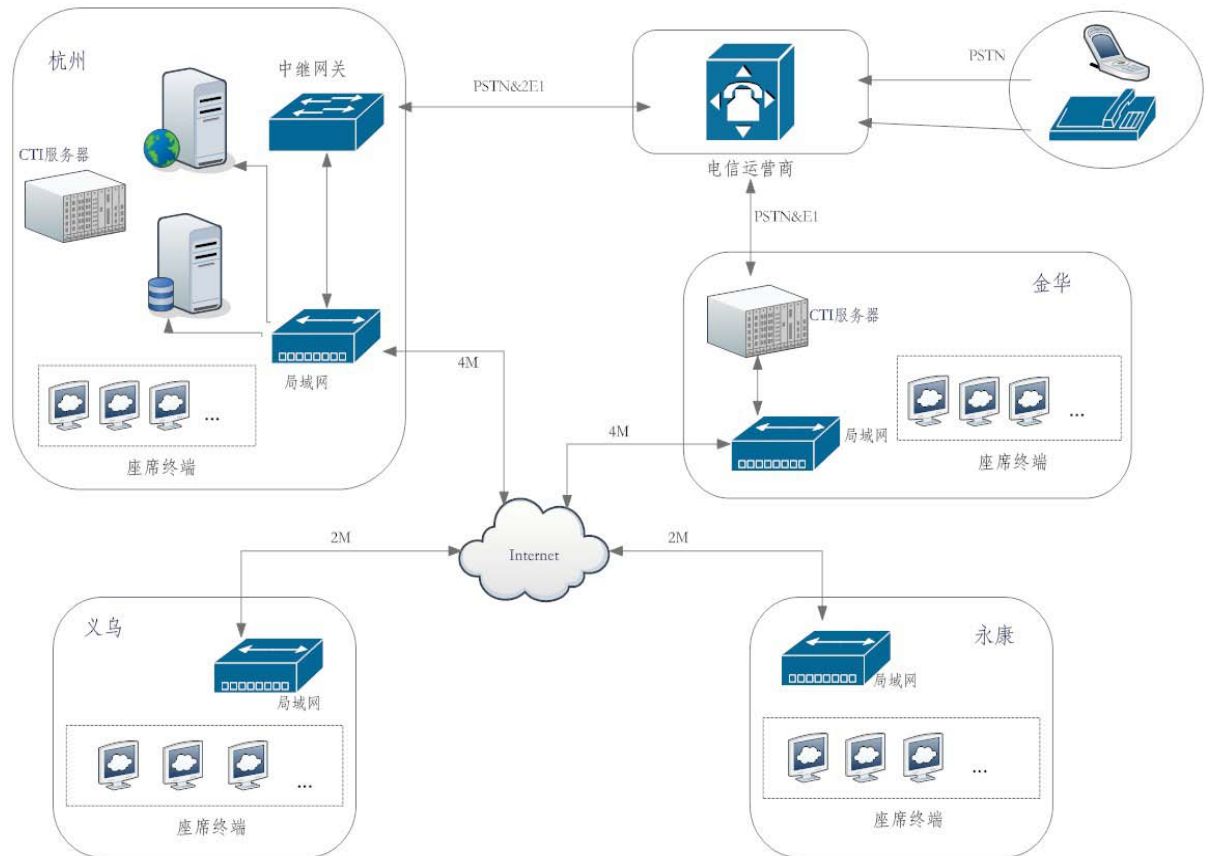 杭州
中继网关
CTI服务器
局域网
座席终端
...
PSTN&2E1
电信运营商
PSTN
PSTN&E1
金华
CTI服务器
局域网
座席终端
...
4M
4M
Internet
2M
2M
义乌
局域网
座席终端
...
永康
局域网
座席终端
...